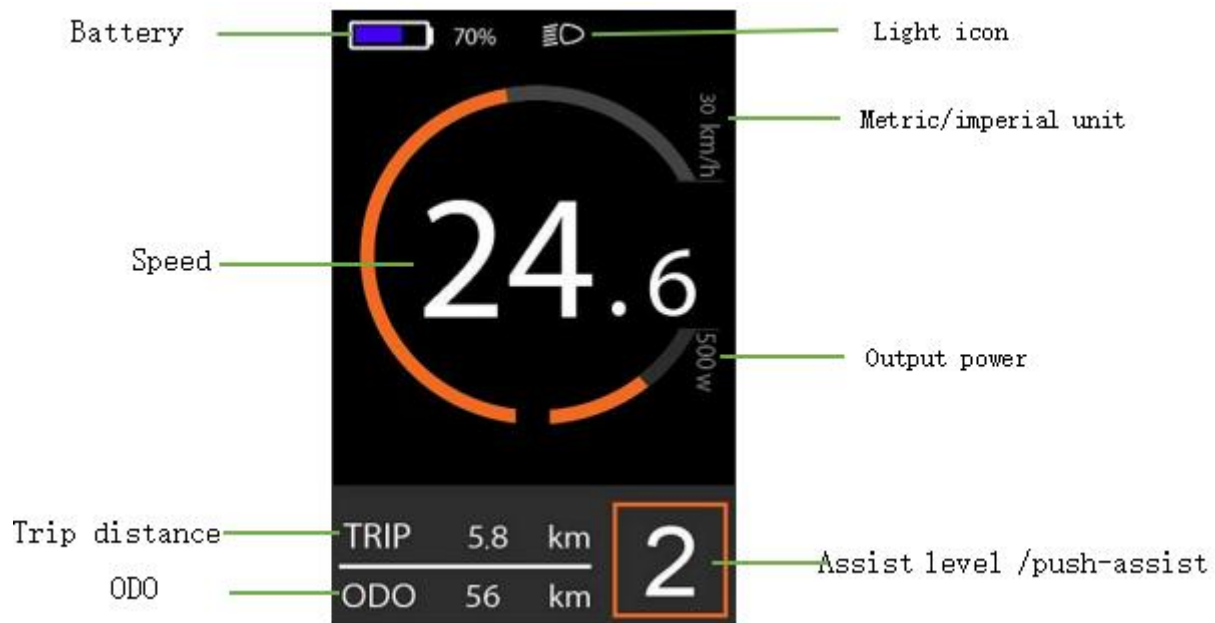 Battery
70%
Light icon
30 km/h
Metric/imperial unit
Speed
24.6
500w
Output power
Trip distance
TRIP 5.8 km
ODO
ODO 56 km
2
Assist level /push-assist